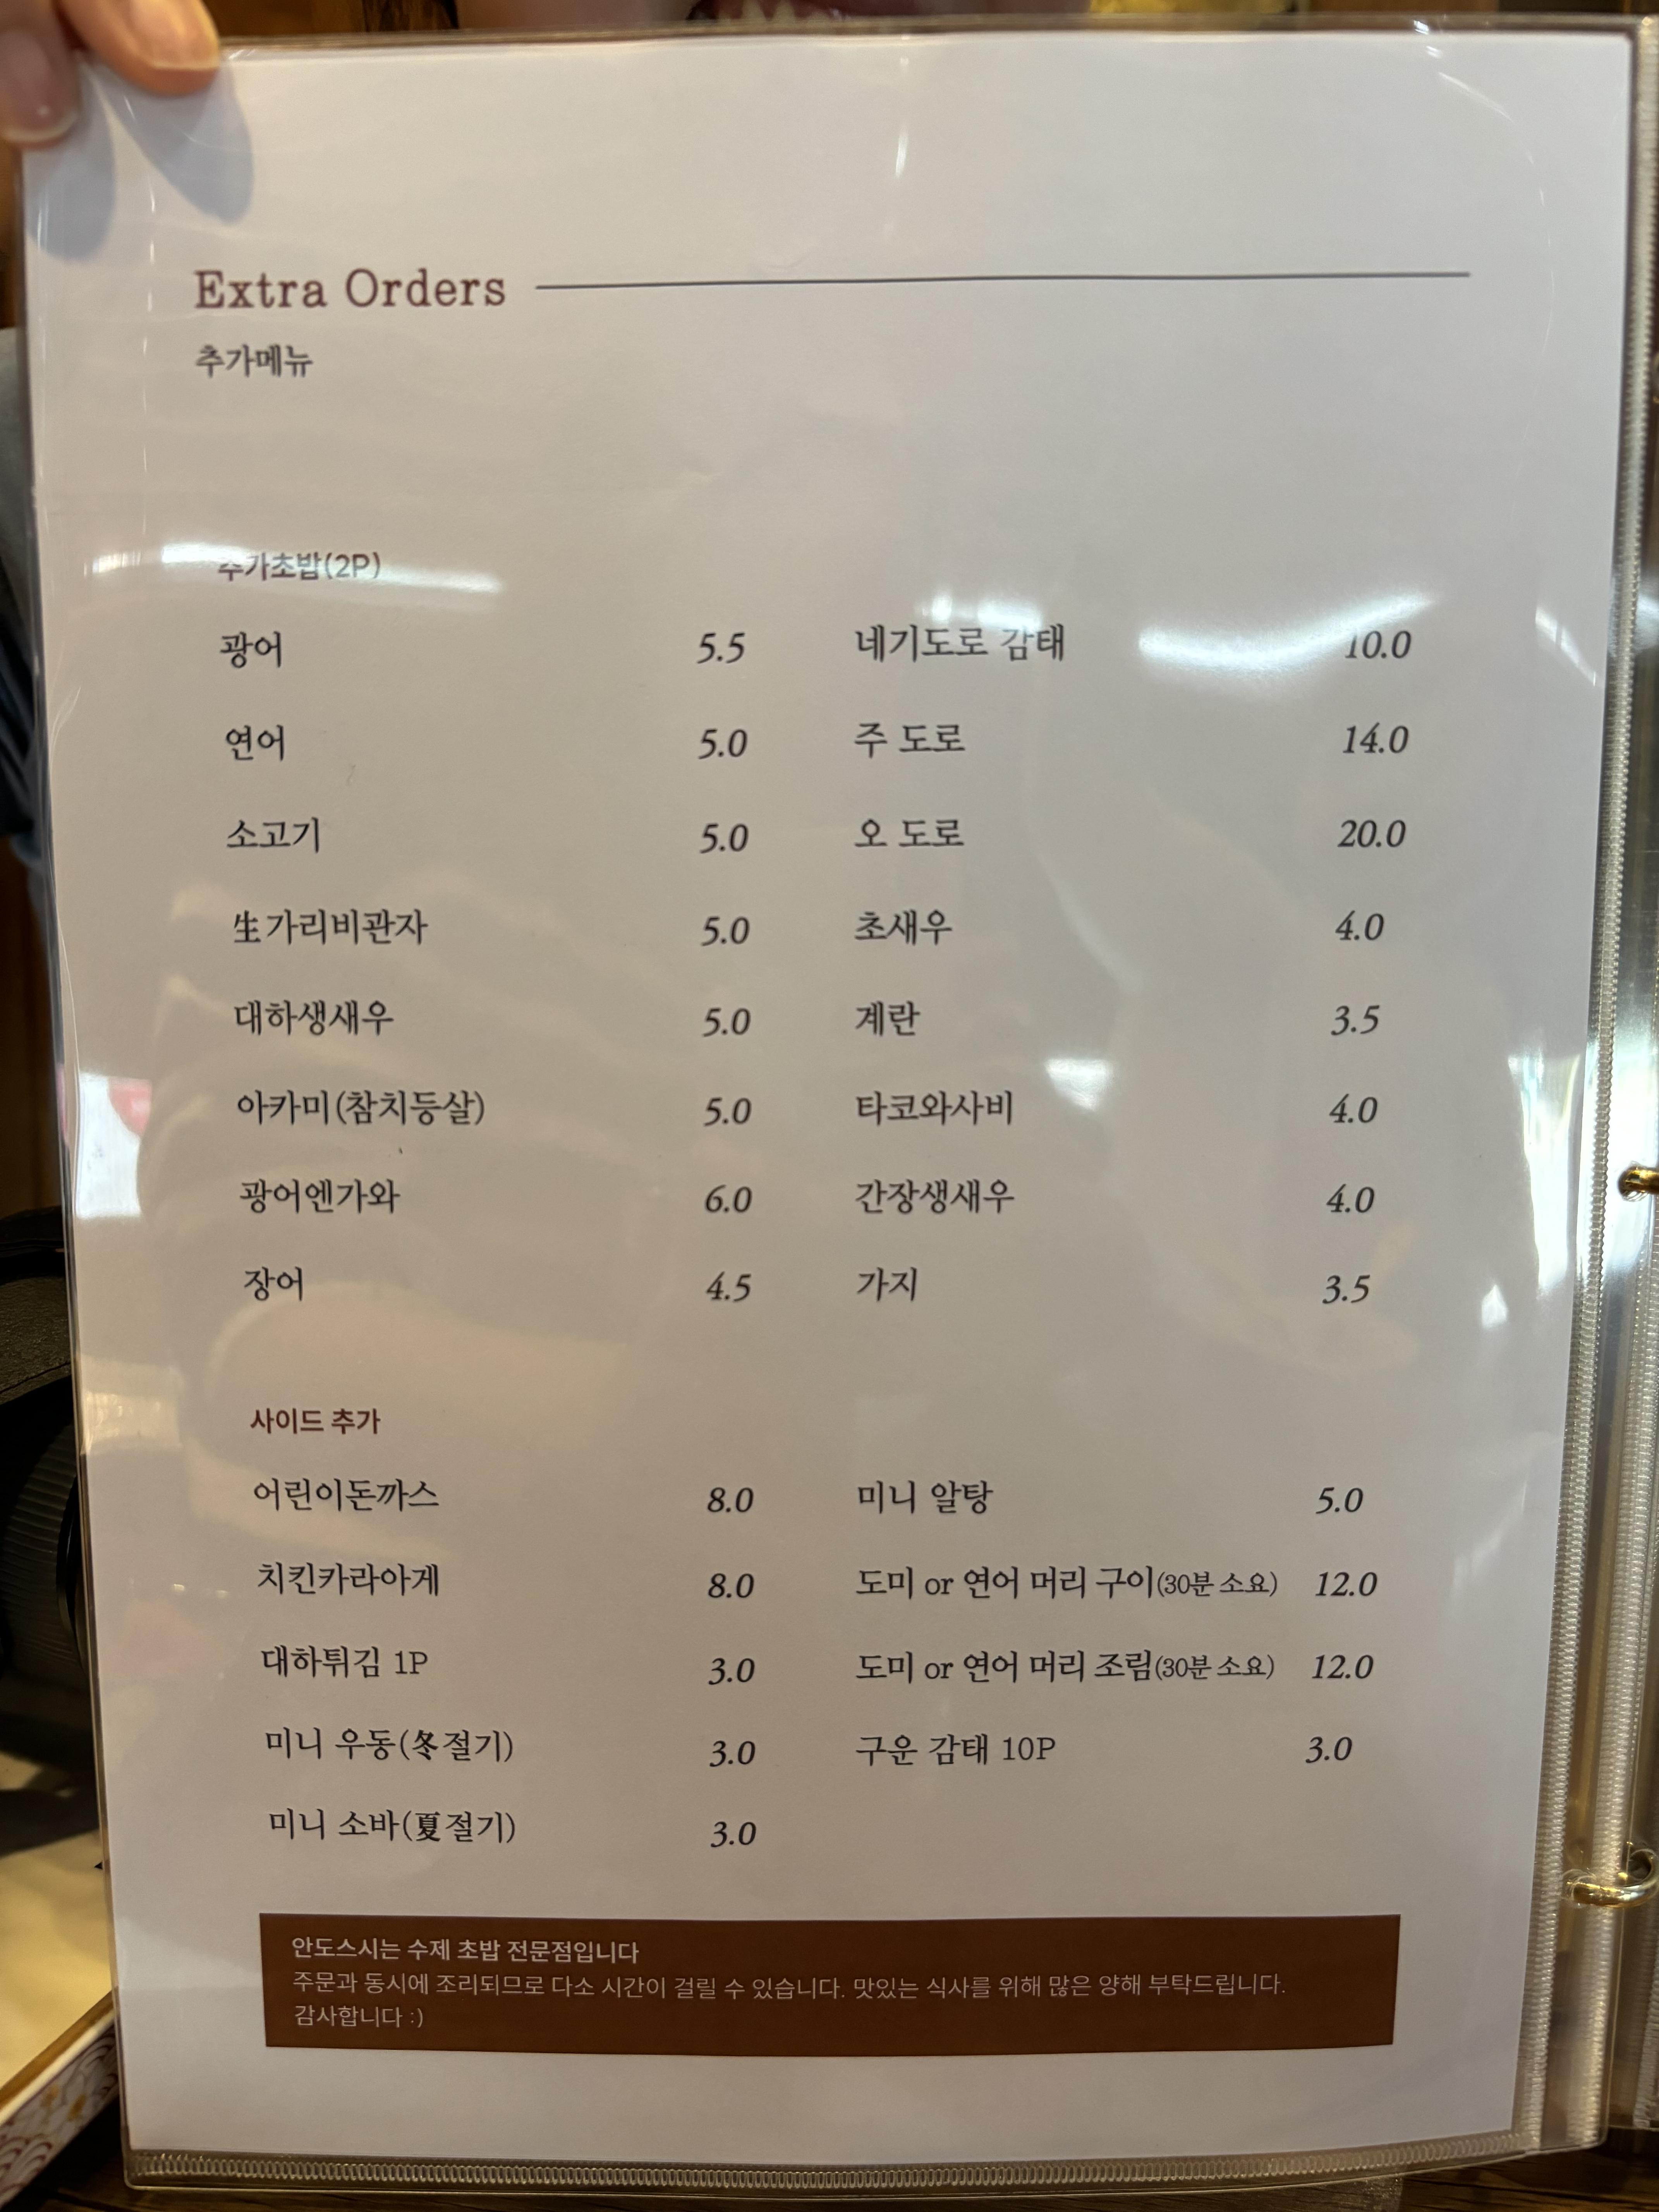 Extra Orders
추가메뉴
추가초밥(2P)
광어 5.5
연어 5.0
소고기 5.0
生가리비관자 5.0
대하생새우 5.0
아카미(참치등살) 5.0
광어엔가와 6.0
장어 4.5
네기도로 감태 10.0
주 도로 14.0
오 도로 20.0
초새우 4.0
계란 3.5
타코와사비 4.0
간장생새우 4.0
가지 3.5
사이드 추가
어린이돈까스 8.0
치킨카라아게 8.0
대하튀김 1P 3.0
미니 우동(冬절기) 3.0
미니 소바(夏절기) 3.0
미니 알탕 5.0
도미 or 연어 머리 구이(30분 소요) 12.0
도미 or 연어 머리 조림(30분 소요) 12.0
구운 감태 10P 3.0
안도스시는 수제 초밥 전문점입니다
주문과 동시에 조리되므로 다소 시간이 걸릴 수 있습니다. 맛있는 식사를 위해 많은 양해 부탁드립니다.
감사합니다 :)